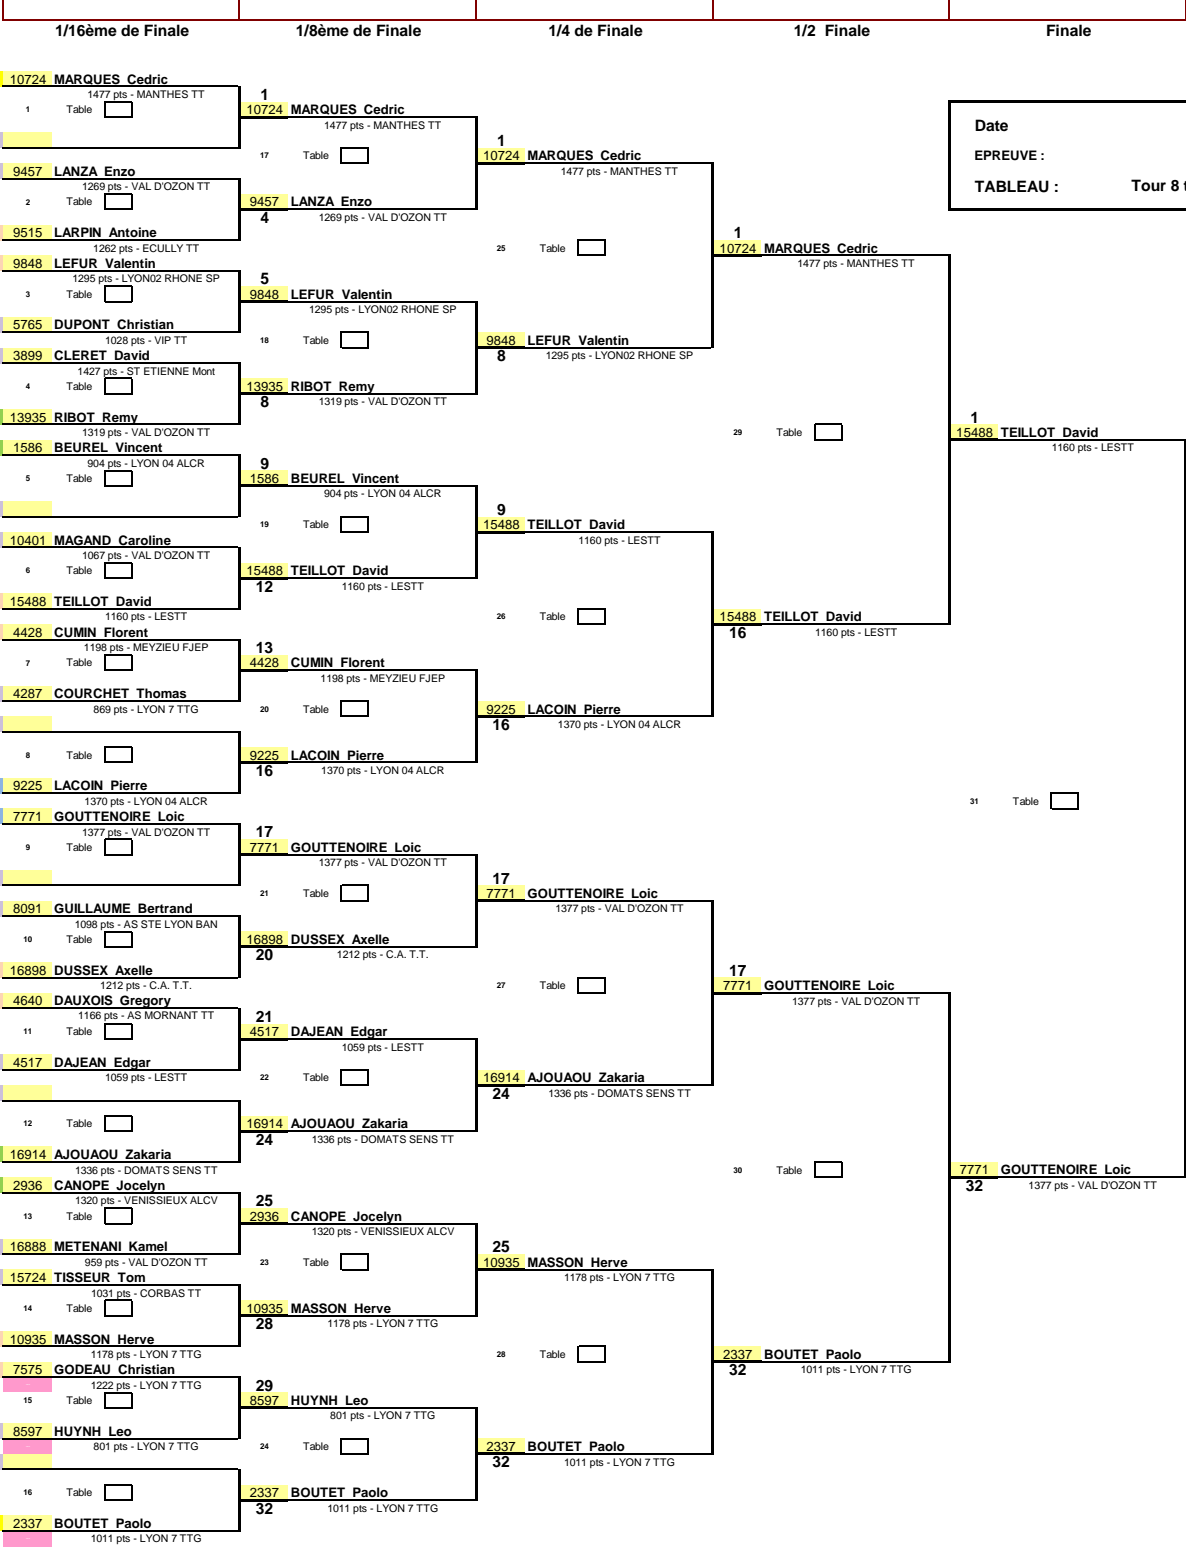 1/16ème de Finale
1/8ème de Finale
1/4 de Finale
1/2 Finale
Finale
Date
EPREUVE :
TABLEAU : Tour 8 t
10724 MARQUES Cedric
1477 pts - MANTHES TT
1 Table
9457 LANZA Enzo
1269 pts - VAL D'OZON TT
2 Table
9515 LARPIN Antoine
1262 pts - ECULLY TT
9848 LEFUR Valentin
1295 pts - LYON02 RHONE SP
3 Table
5765 DUPONT Christian
1028 pts - VIP TT
3899 CLERET David
1427 pts - ST ETIENNE Mont
4 Table
13935 RIBOT Remy
1319 pts - VAL D'OZON TT
1586 BEUREL Vincent
904 pts - LYON 04 ALCR
5 Table
10401 MAGAND Caroline
1067 pts - VAL D'OZON TT
6 Table
15488 TEILLOT David
1160 pts - LESTT
4428 CUMIN Florent
1198 pts - MEYZIEU FJEP
7 Table
4287 COURCHET Thomas
869 pts - LYON 7 TTG
8 Table
9225 LACOIN Pierre
1370 pts - LYON 04 ALCR
7771 GOUTTENOIRE Loic
1377 pts - VAL D'OZON TT
9 Table
8091 GUILLAUME Bertrand
1098 pts - AS STE LYON BAN
10 Table
16898 DUSSEX Axelle
1212 pts - C.A. T.T.
4640 DAUXOIS Gregory
1166 pts - AS MORNANT TT
11 Table
4517 DAJEAN Edgar
1059 pts - LESTT
12 Table
16914 AJOUAOU Zakaria
1336 pts - DOMATS SENS TT
2936 CANOPE Jocelyn
1320 pts - VENISSIEUX ALCV
13 Table
16888 METENANI Kamel
959 pts - VAL D'OZON TT
15724 TISSEUR Tom
1031 pts - CORBAS TT
14 Table
10935 MASSON Herve
1178 pts - LYON 7 TTG
7575 GODEAU Christian
1222 pts - LYON 7 TTG
15 Table
8597 HUYNH Leo
801 pts - LYON 7 TTG
16 Table
2337 BOUTET Paolo
1011 pts - LYON 7 TTG
1
10724 MARQUES Cedric
1477 pts - MANTHES TT
17 Table
9457 LANZA Enzo
4 1269 pts - VAL D'OZON TT
5
9848 LEFUR Valentin
1295 pts - LYON02 RHONE SP
18 Table
13935 RIBOT Remy
8 1319 pts - VAL D'OZON TT
9
1586 BEUREL Vincent
904 pts - LYON 04 ALCR
19 Table
15488 TEILLOT David
12 1160 pts - LESTT
13
4428 CUMIN Florent
1198 pts - MEYZIEU FJEP
20 Table
9225 LACOIN Pierre
16 1370 pts - LYON 04 ALCR
17
7771 GOUTTENOIRE Loic
1377 pts - VAL D'OZON TT
21 Table
16898 DUSSEX Axelle
20 1212 pts - C.A. T.T.
21
4517 DAJEAN Edgar
1059 pts - LESTT
22 Table
16914 AJOUAOU Zakaria
24 1336 pts - DOMATS SENS TT
25
2936 CANOPE Jocelyn
1320 pts - VENISSIEUX ALCV
23 Table
10935 MASSON Herve
28 1178 pts - LYON 7 TTG
29
8597 HUYNH Leo
801 pts - LYON 7 TTG
24 Table
2337 BOUTET Paolo
32 1011 pts - LYON 7 TTG
1
10724 MARQUES Cedric
1477 pts - MANTHES TT
25 Table
9848 LEFUR Valentin
8 1295 pts - LYON02 RHONE SP
9
15488 TEILLOT David
1160 pts - LESTT
26 Table
9225 LACOIN Pierre
16 1370 pts - LYON 04 ALCR
17
7771 GOUTTENOIRE Loic
1377 pts - VAL D'OZON TT
27 Table
16914 AJOUAOU Zakaria
24 1336 pts - DOMATS SENS TT
25
10935 MASSON Herve
1178 pts - LYON 7 TTG
28 Table
2337 BOUTET Paolo
32 1011 pts - LYON 7 TTG
1
10724 MARQUES Cedric
1477 pts - MANTHES TT
29 Table
15488 TEILLOT David
16 1160 pts - LESTT
17
7771 GOUTTENOIRE Loic
1377 pts - VAL D'OZON TT
30 Table
2337 BOUTET Paolo
32 1011 pts - LYON 7 TTG
1
15488 TEILLOT David
1160 pts - LESTT
31 Table
7771 GOUTTENOIRE Loic
32 1377 pts - VAL D'OZON TT